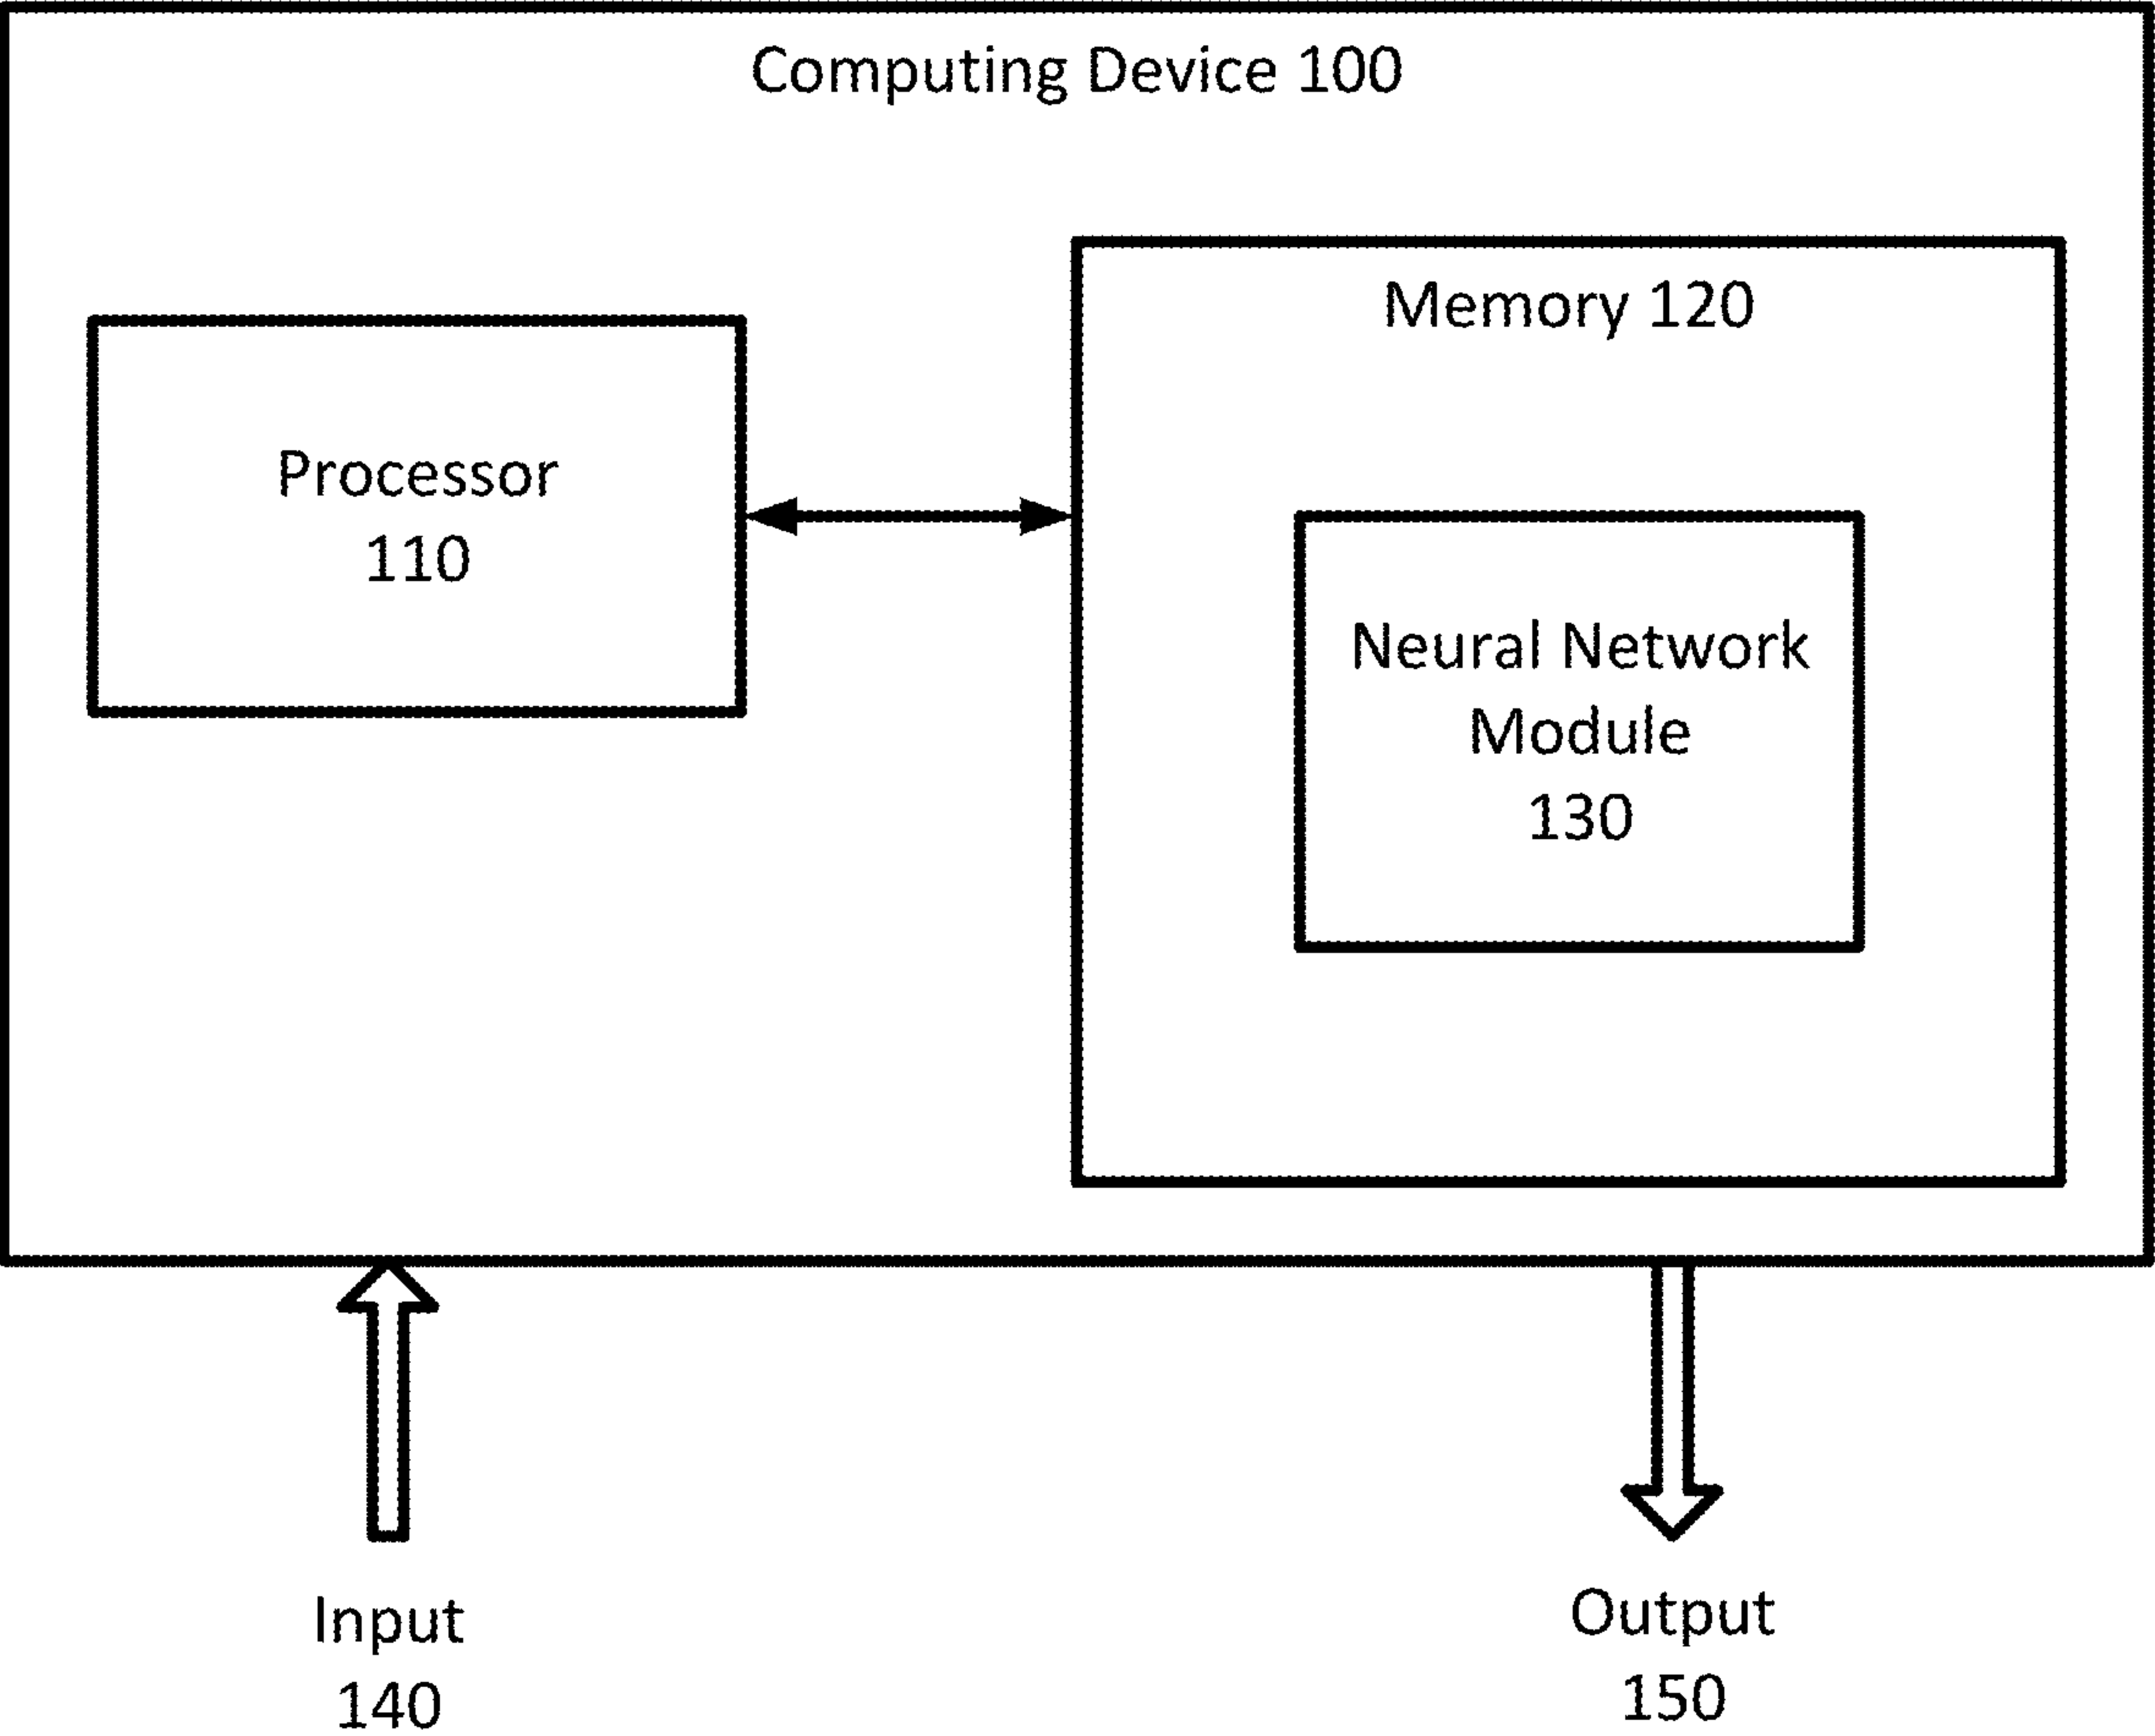 Computing Device 100
Memory 120
Processor
110
Neural Network
Module
130
Input
140
Output
150